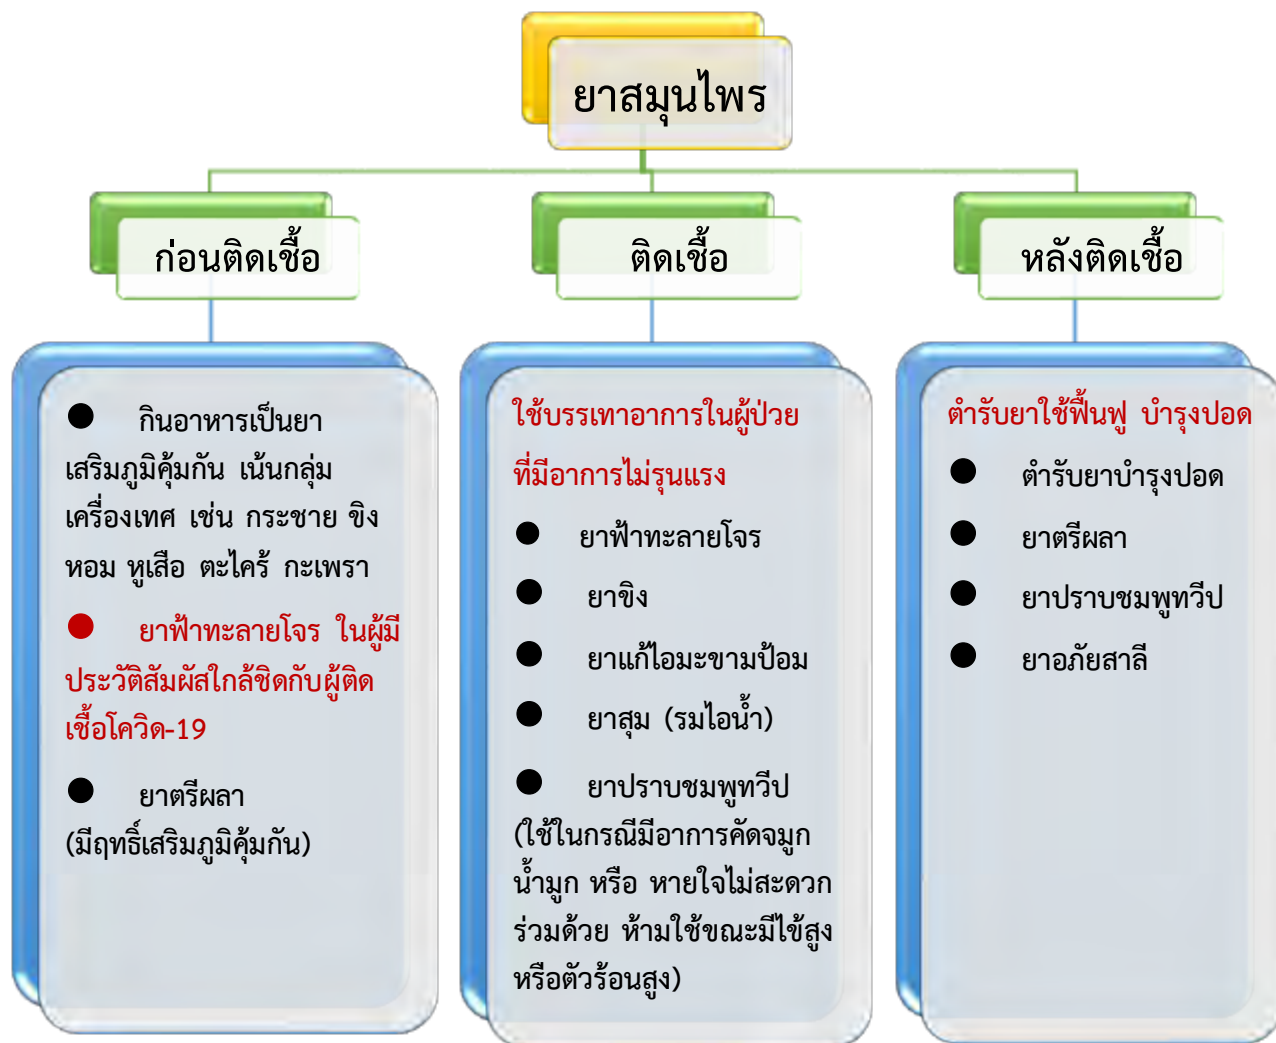 ยาสมุนไพร
ก่อนติดเชื้อ
● กินอาหารเป็นยา
เสริมภูมิคุ้มกัน เน้นกลุ่ม
เครื่องเทศ เช่น กระชาย ขิง
หอม หูเสือ ตะไคร้ กะเพรา
● ยาฟ้าทะลายโจร ในผู้มี
ประวัติสัมผัสใกล้ชิดกับผู้ติด
เชื้อโควิด-19
● ยาตรีผลา
(มีฤทธิ์เสริมภูมิคุ้มกัน)
ติดเชื้อ
ใช้บรรเทาอาการในผู้ป่วย
ที่มีอาการไม่รุนแรง
● ยาฟ้าทะลายโจร
● ยาขิง
● ยาแก้ไอมะขามป้อม
● ยาสุม (รมไอน้ำ)
● ยาปราบชมพูทวีป
(ใช้ในกรณีมีอาการคัดจมูก
น้ำมูก หรือ หายใจไม่สะดวก
ร่วมด้วย ห้ามใช้ขณะมีไข้สูง
หรือตัวร้อนสูง)
หลังติดเชื้อ
ตำรับยาใช้ฟื้นฟู บำรุงปอด
● ตำรับยาบำรุงปอด
● ยาตรีผลา
● ยาปราบชมพูทวีป
● ยาอภัยสาลี